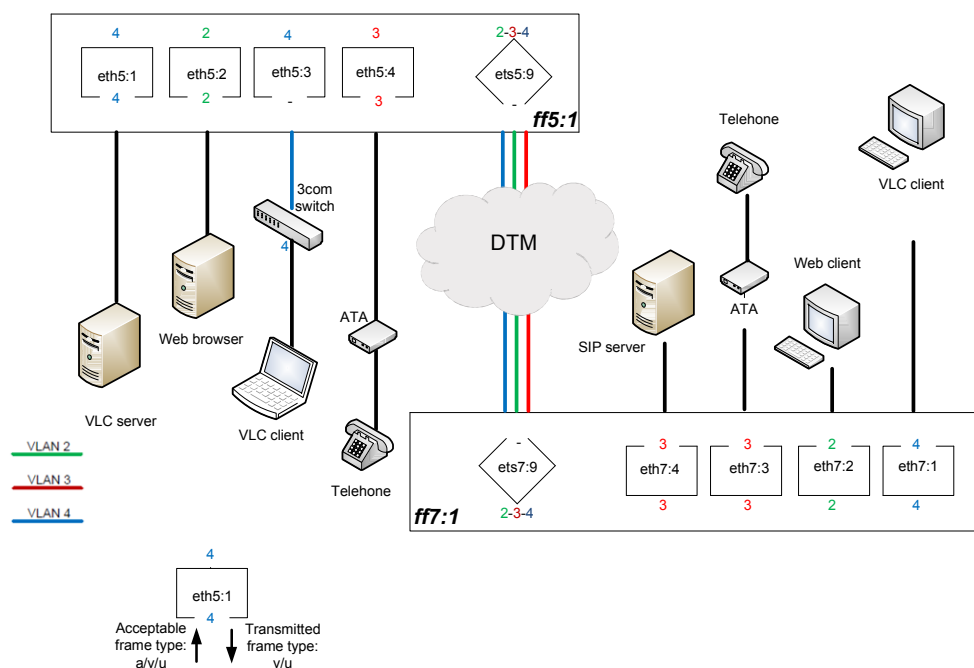 4 2 4 3 2-3-4
eth5:1 eth5:2 eth5:3 eth5:4 ets5:9
4 2 - 3 -
ff5:1
Telehone
VLC client
3com
switch
4
DTM
Web client
ATA
ATA
Web browser
SIP server
VLC server
VLC client
Telehone
VLAN 2
VLAN 3
VLAN 4
- 3 3 2 4
ets7:9 eth7:4 eth7:3 eth7:2 eth7:1
2-3-4 3 3 2 4
ff7:1
4
eth5:1
4
Acceptable
frame type:
a/v/u
Transmitted
frame type:
v/u